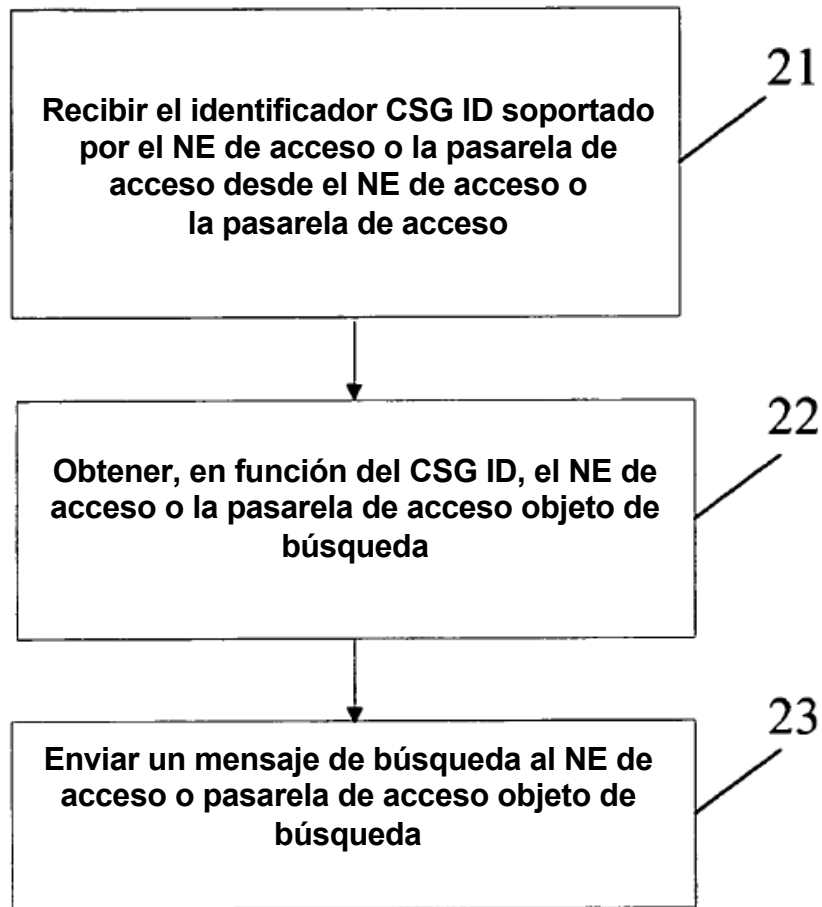 21
Recibir el identificador CSG ID soportado
por el NE de acceso o la pasarela de
acceso desde el NE de acceso o
la pasarela de acceso
22
Obtener, en función del CSG ID, el NE de
acceso o la pasarela de acceso objeto de
búsqueda
23
Enviar un mensaje de búsqueda al NE de
acceso o pasarela de acceso objeto de
búsqueda